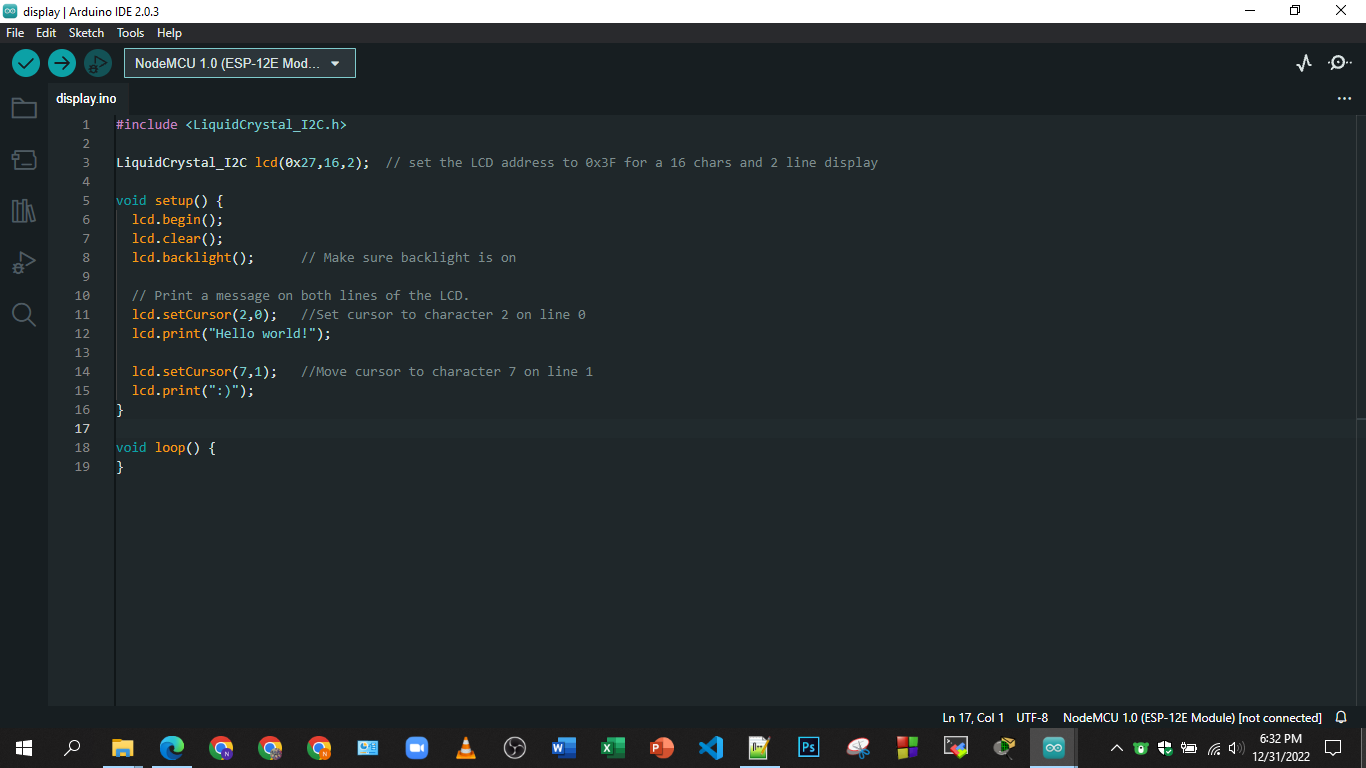 display | Arduino IDE 2.0.3
File Edit Sketch Tools Help
NodeMCU 1.0 (ESP-12E Mod...
display.ino
1 #include <LiquidCrystal_I2C.h>
2
3 LiquidCrystal_I2C lcd(0x27,16,2);  // set the LCD address to 0x3F for a 16 chars and 2 line display
4
5 void setup() {
6   lcd.begin();
7   lcd.clear();
8   lcd.backlight();      // Make sure backlight is on
9
10   // Print a message on both lines of the LCD.
11   lcd.setCursor(2,0);   //Set cursor to character 2 on line 0
12   lcd.print("Hello world!");
13
14   lcd.setCursor(7,1);   //Move cursor to character 7 on line 1
15   lcd.print(":)");
16 }
17
18 void loop() {
19 }
Ln 17, Col 1 UTF-8 NodeMCU 1.0 (ESP-12E Module) [not connected]
6:32 PM
12/31/2022